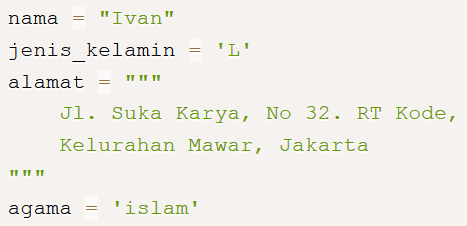 nama = "Ivan"
jenis_kelamin = 'L'
alamat = """
    Jl. Suka Karya, No 32. RT Kode,
    Kelurahan Mawar, Jakarta
"""
agama = 'islam'